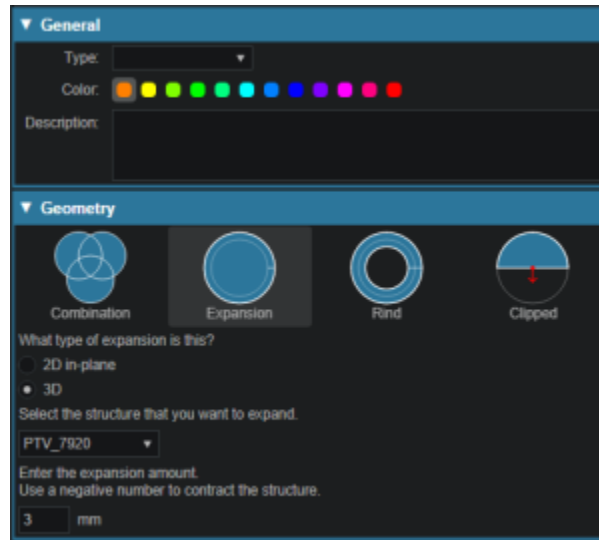 General
Type:
Color:
Description:
Geometry
Combination
Expansion
Rind
Clipped
What type of expansion is this?
2D in-plane
3D
Select the structure that you want to expand.
PTV_7920
Enter the expansion amount.
Use a negative number to contract the structure.
3 mm